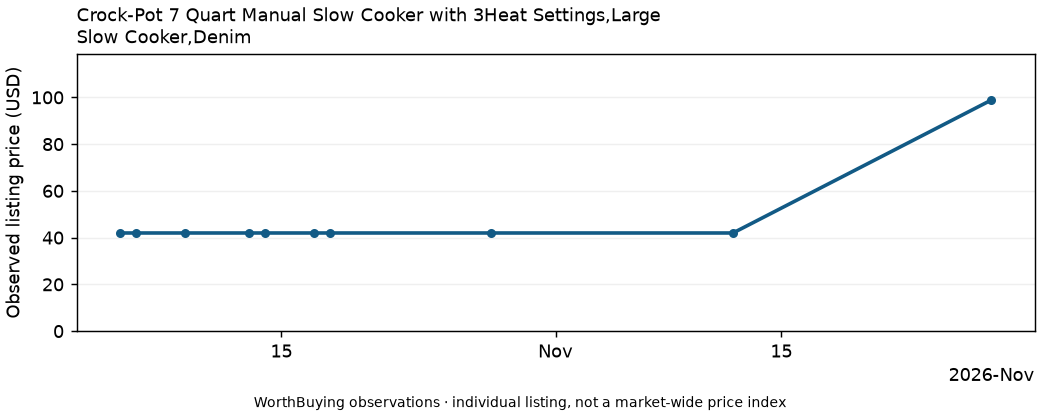 Crock-Pot 7 Quart Manual Slow Cooker with 3Heat Settings,Large
Slow Cooker,Denim
Observed listing price (USD)
100
80
60
40
20
0
15
Nov
15
2026-Nov
WorthBuying observations · individual listing, not a market-wide price index